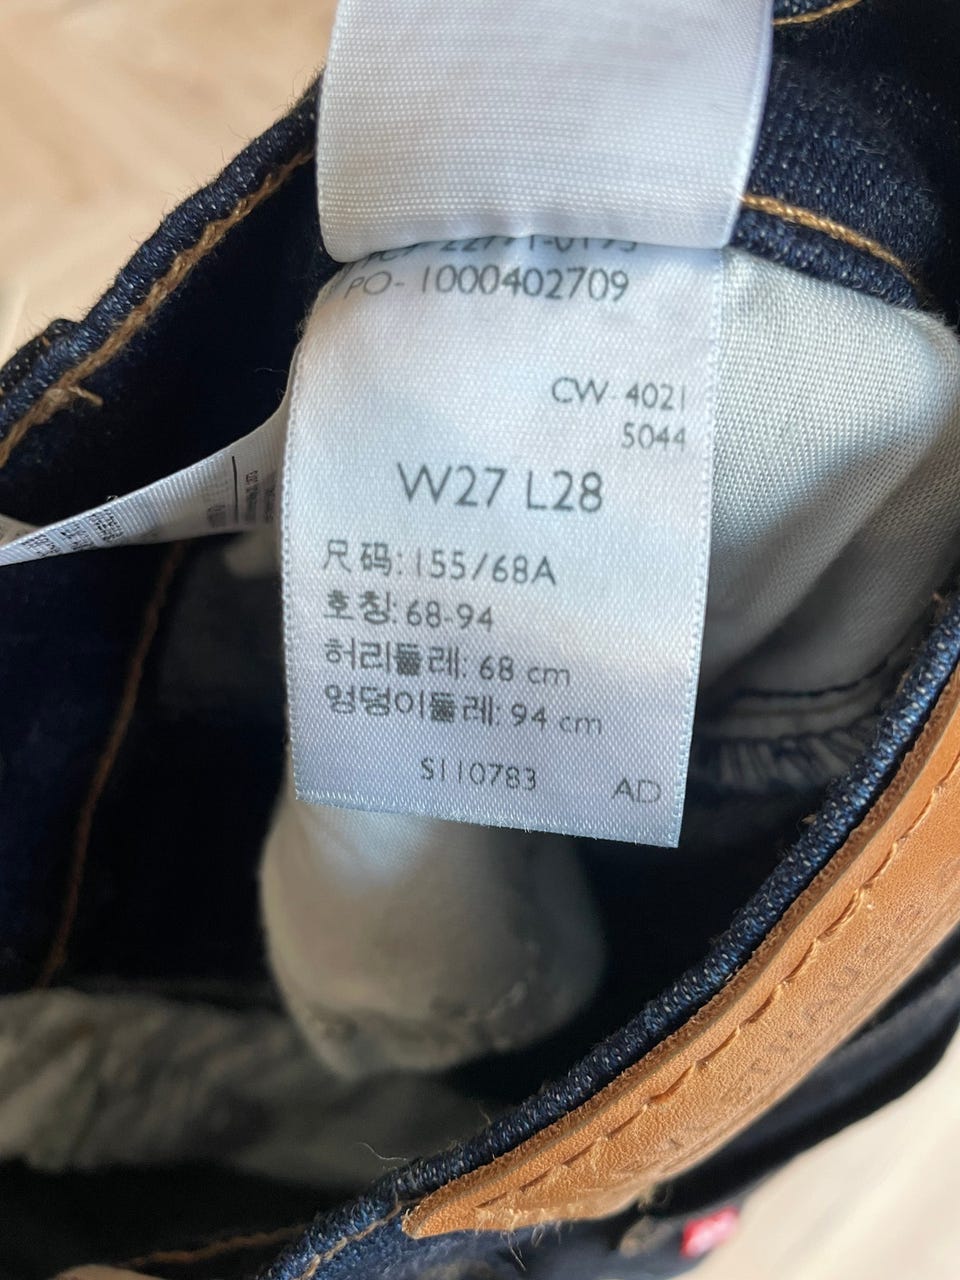 PO- 1000402709
CW 4021
5044
W27 L28
尺码: 155/68A
호칭: 68-94
허리둘레: 68 cm
엉덩이둘레: 94 cm
S110783 AD